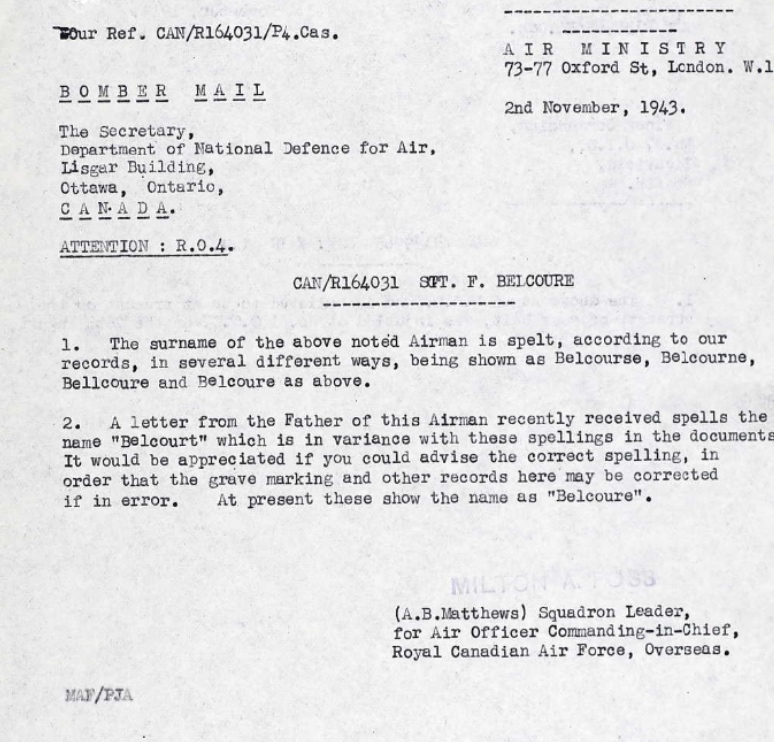 Your Ref. CAN/R164031/P4.Cas.
AIR MINISTRY
73-77 Oxford St, London. W.1
BOMBER MAIL
2nd November, 1943.
The Secretary,
Department of National Defence for Air,
Lisgar Building,
Ottawa, Ontario,
CANADA.
ATTENTION : R.O.4.
CAN/R164031 SGT. F. BELCOURE
1. The surname of the above noted Airman is spelt, according to our
records, in several different ways, being shown as Belcourse, Belcourne,
Bellcoure and Belcoure as above.
2. A letter from the Father of this Airman recently received spells the
name "Belcourt" which is in variance with these spellings in the documents
It would be appreciated if you could advise the correct spelling, in
order that the grave marking and other records here may be corrected
if in error. At present these show the name as "Belcoure".
MILTON A. FOSS
(A.B.Matthews) Squadron Leader,
for Air Officer Commanding-in-Chief,
Royal Canadian Air Force, Overseas.
MAF/PJA